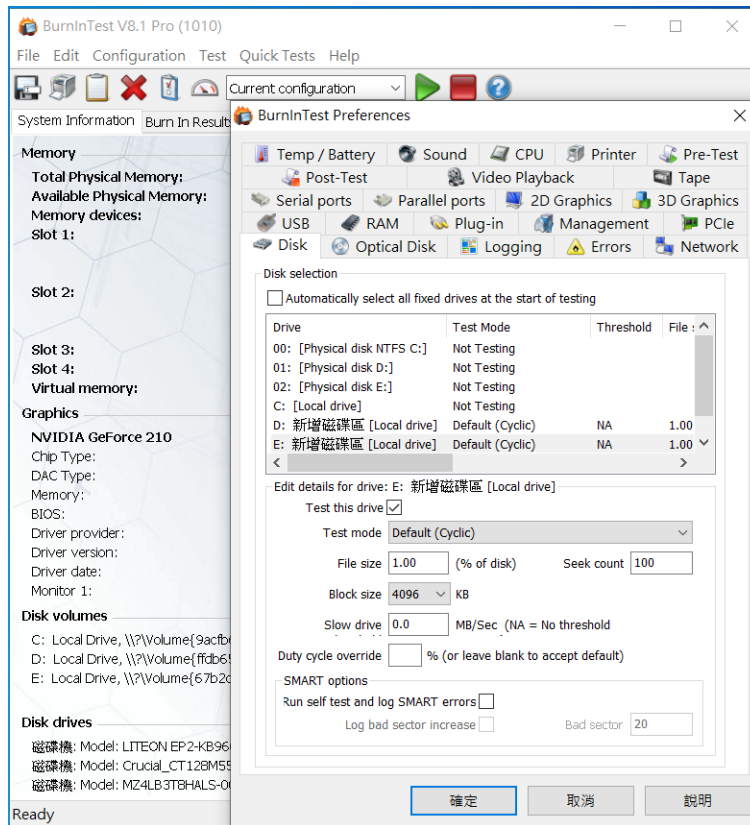 BurnInTest V8.1 Pro (1010)
File Edit Configuration Test Quick Tests Help
Current configuration
System Information Burn In Results
Memory
Total Physical Memory:
Available Physical Memory:
Memory devices:
Slot 1:
Slot 2:
Slot 3:
Slot 4:
Virtual memory:
Graphics
NVIDIA GeForce 210
Chip Type:
DAC Type:
Memory:
BIOS:
Driver provider:
Driver version:
Driver date:
Monitor 1:
Disk volumes
C: Local Drive, \\?\Volume{9acfb
D: Local Drive, \\?\Volume{ffdb65
E: Local Drive, \\?\Volume{67b2
Disk drives
磁碟機: Model: LITEON EP2-KB96
磁碟機: Model: Crucial_CT128M55
磁碟機: Model: MZ4LB3T8HALS-0
Ready
BurnInTest Preferences
Temp / Battery Sound CPU Printer Pre-Test
Post-Test Video Playback Tape
Serial ports Parallel ports 2D Graphics 3D Graphics
USB RAM Plug-in Management PCIe
Disk Optical Disk Logging Errors Network
Disk selection
Automatically select all fixed drives at the start of testing
Drive Test Mode Threshold File
00: [Physical disk NTFS C:] Not Testing
01: [Physical disk D:] Not Testing
02: [Physical disk E:] Not Testing
C: [Local drive] Not Testing
D: 新增磁碟區 [Local drive] Default (Cyclic) NA 1.00
E: 新增磁碟區 [Local drive] Default (Cyclic) NA 1.00
Edit details for drive: E: 新增磁碟區 [Local drive]
Test this drive
Test mode Default (Cyclic)
File size 1.00 (% of disk) Seek count 100
Block size 4096 KB
Slow drive 0.0 MB/Sec (NA = No threshold
Duty cycle override % (or leave blank to accept default)
SMART options
Run self test and log SMART errors
Log bad sector increase Bad sector 20
確定 取消 說明